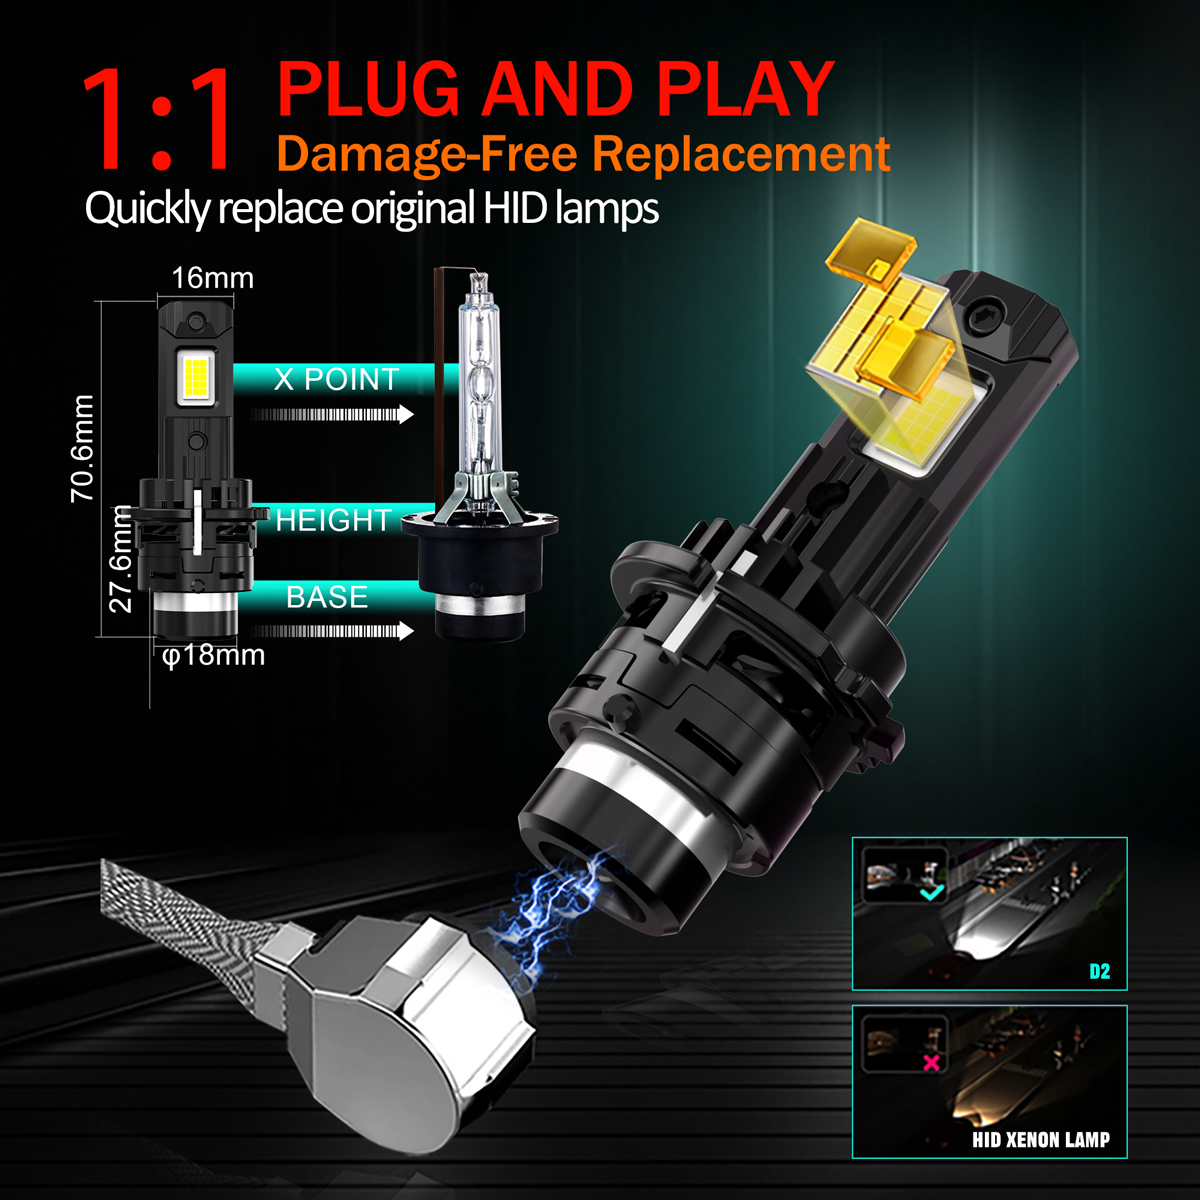 1:1
PLUG AND PLAY
Damage-Free Replacement
Quickly replace original HID lamps
16mm
70.6mm
27.6mm
φ18mm
X POINT
HEIGHT
BASE
D2
HID XENON LAMP